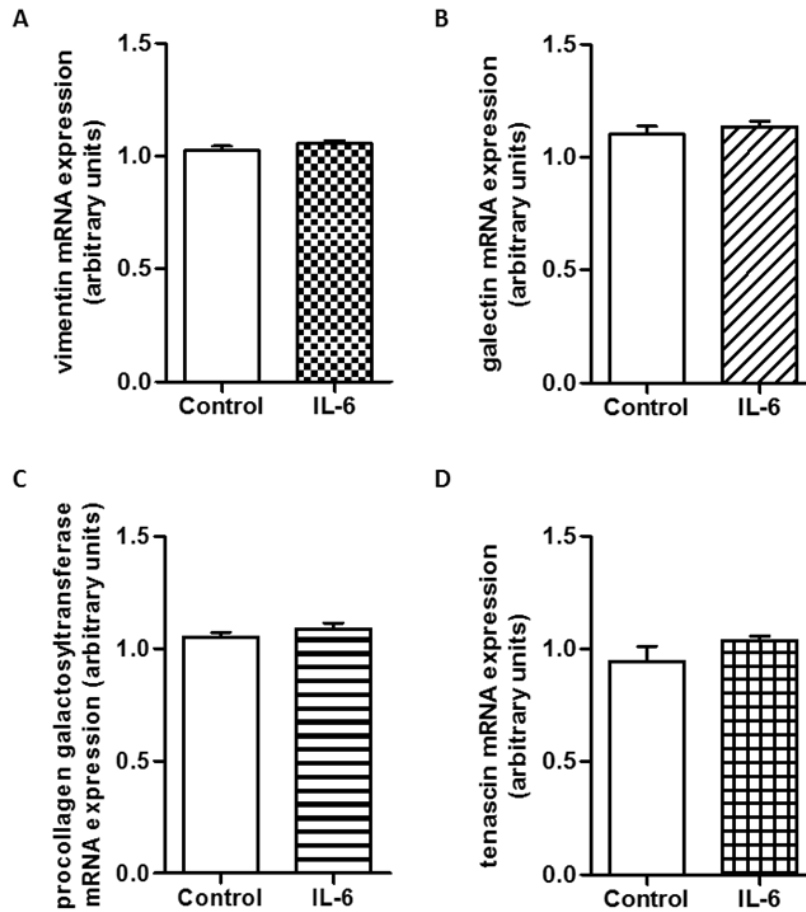 A
vimentin mRNA expression
(arbitrary units)
1.5
1.0
0.5
0.0
Control IL-6
B
galectin mRNA expression
(arbitrary units)
1.5
1.0
0.5
0.0
Control IL-6
C
procollagen galactosyltransferase
mRNA expression (arbitrary units)
1.5
1.0
0.5
0.0
Control IL-6
D
tenascin mRNA expression
(arbitrary units)
1.5
1.0
0.5
0.0
Control IL-6